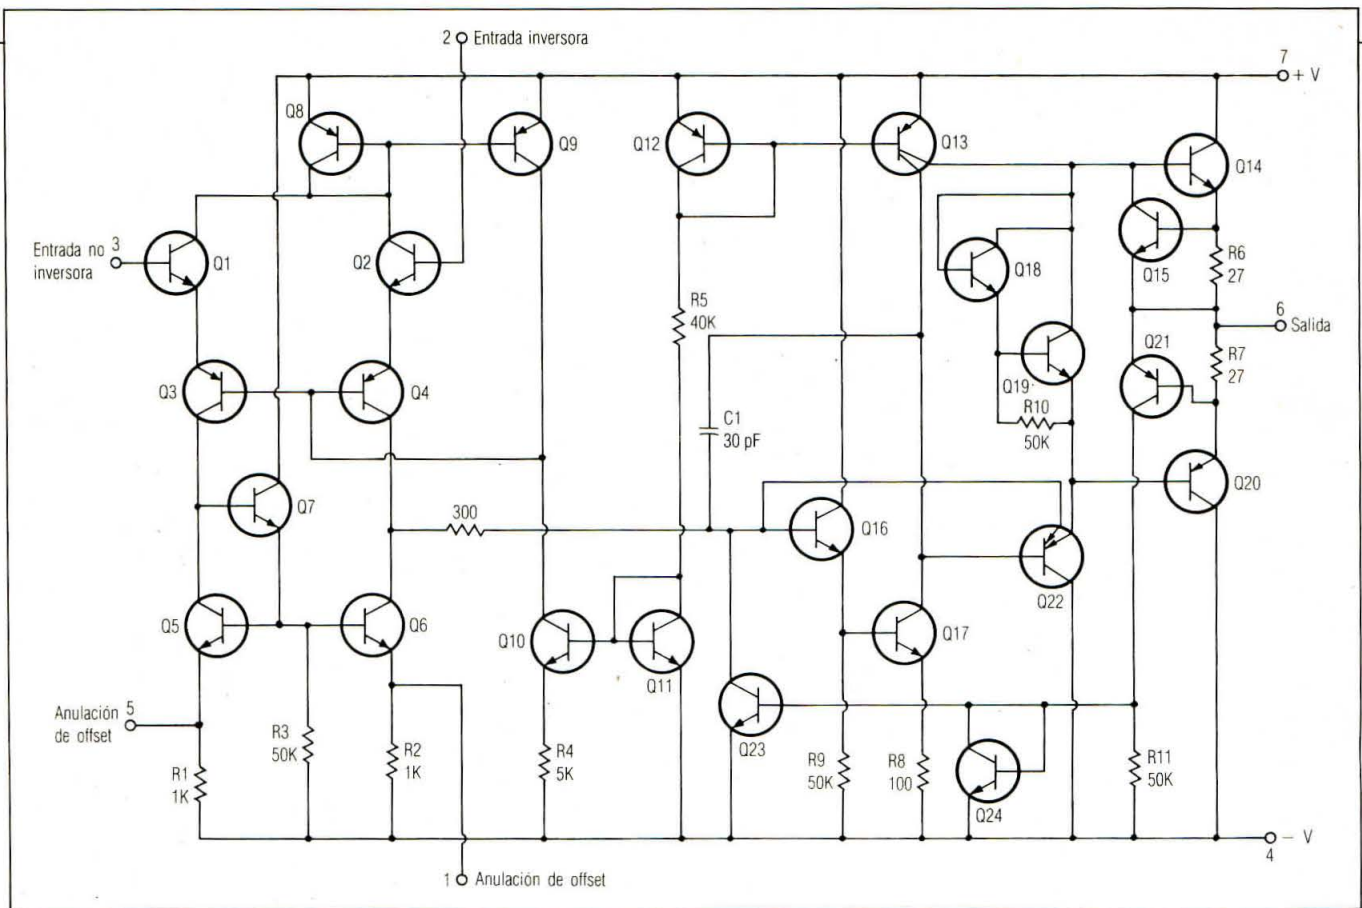 2 Entrada inversora
7
+ V
Q8
Q9
Q12
Q13
Q14
Entrada no 3
inversora
Q1
Q2
Q18
Q15
R6
27
R5
40K
6
Salida
Q3
Q4
Q19
Q21
R7
27
C1
30 pF
R10
50K
Q7
300
Q16
Q20
Q5
Q6
Q10
Q11
Q17
Q22
Anulación 5
de offset
R3
50K
R2
1K
R4
5K
Q23
R9
50K
R8
100
Q24
R11
50K
R1
1K
4
- V
1 Anulación de offset